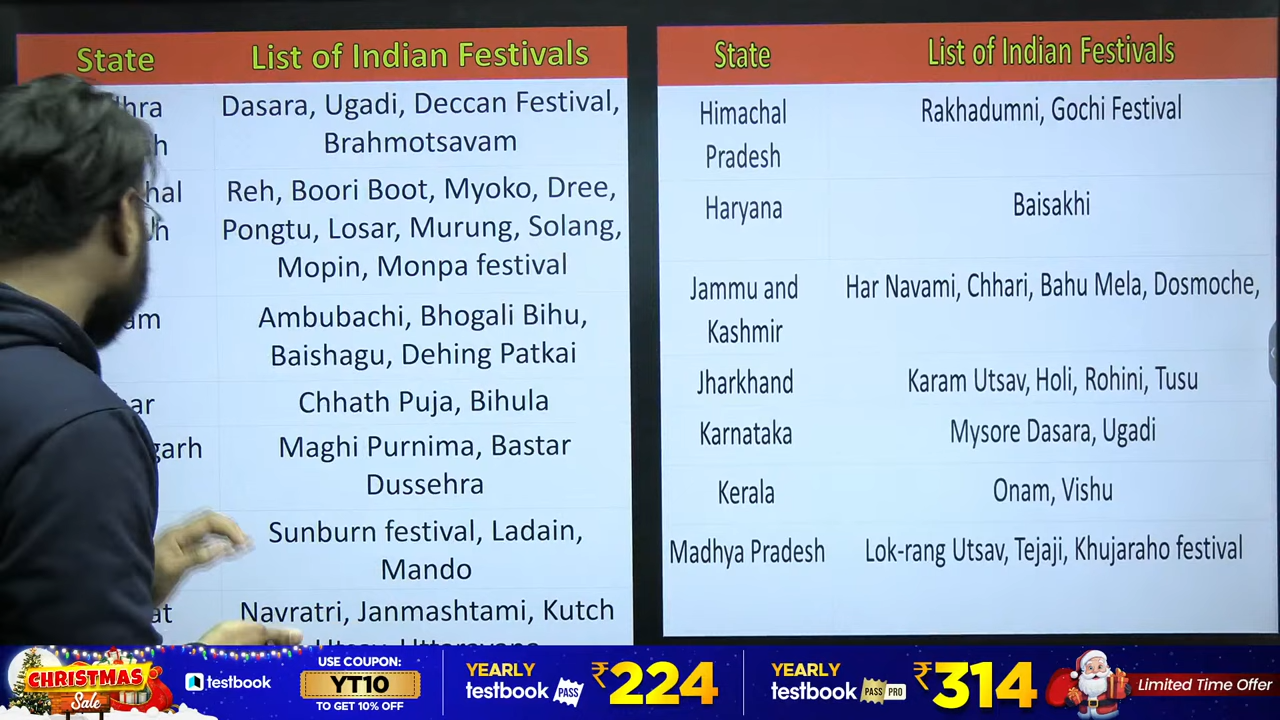 State List of Indian Festivals
Dasara, Ugadi, Deccan Festival,
Brahmotsavam
Reh, Boori Boot, Myoko, Dree,
Pongtu, Losar, Murung, Solang,
Mopin, Monpa festival
Ambubachi, Bhogali Bihu,
Baishagu, Dehing Patkai
Chhath Puja, Bihula
Maghi Purnima, Bastar
Dussehra
Sunburn festival, Ladain,
Mando
Navratri, Janmashtami, Kutch
State List of Indian Festivals
Himachal Rakhadumni, Gochi Festival
Pradesh
Haryana Baisakhi
Jammu and Har Navami, Chhari, Bahu Mela, Dosmoche,
Kashmir
Jharkhand Karam Utsav, Holi, Rohini, Tusu
Karnataka Mysore Dasara, Ugadi
Kerala Onam, Vishu
Madhya Pradesh Lok-rang Utsav, Tejaji, Khujaraho festival
CHRISTMAS
Sale
testbook
USE COUPON:
YT10
TO GET 10% OFF
YEARLY
testbook PASS
₹224
YEARLY
testbook PASS PRO
₹314
Limited Time Offer